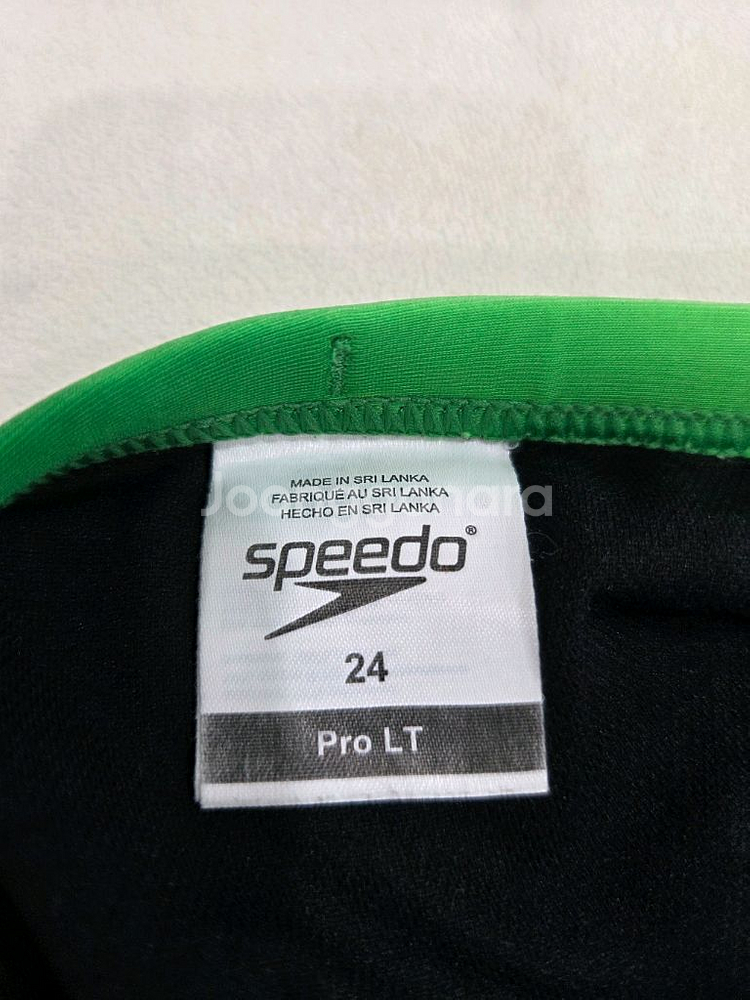 MADE IN SRI LANKA
FABRIQUÉ AU SRI LANKA
HECHO EN SRI LANKA
speedo®
24
Pro LT